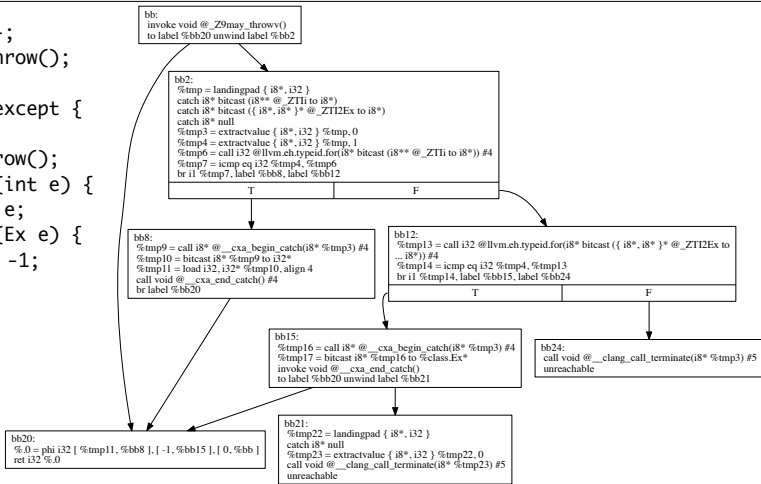 };
hrow();
except {
row();
(int e) {
e;
(Ex e) {
-1;
bb:
invoke void @_Z9may_throwv()
to label %bb20 unwind label %bb2
bb2:
%tmp = landingpad { i8*, i32 }
catch i8* bitcast (i8** @_ZTIi to i8*)
catch i8* bitcast ({ i8*, i8* }* @_ZTI2Ex to i8*)
catch i8* null
%tmp3 = extractvalue { i8*, i32 } %tmp, 0
%tmp4 = extractvalue { i8*, i32 } %tmp, 1
%tmp6 = call i32 @llvm.eh.typeid.for(i8* bitcast (i8** @_ZTIi to i8*)) #4
%tmp7 = icmp eq i32 %tmp4, %tmp6
br i1 %tmp7, label %bb8, label %bb12
T F
bb8:
%tmp9 = call i8* @__cxa_begin_catch(i8* %tmp3) #4
%tmp10 = bitcast i8* %tmp9 to i32*
%tmp11 = load i32, i32* %tmp10, align 4
call void @__cxa_end_catch() #4
br label %bb20
bb12:
%tmp13 = call i32 @llvm.eh.typeid.for(i8* bitcast ({ i8*, i8* }* @_ZTI2Ex to
... i8*)) #4
%tmp14 = icmp eq i32 %tmp4, %tmp13
br i1 %tmp14, label %bb15, label %bb24
T F
bb15:
%tmp16 = call i8* @__cxa_begin_catch(i8* %tmp3) #4
%tmp17 = bitcast i8* %tmp16 to %class.Ex*
invoke void @__cxa_end_catch()
to label %bb20 unwind label %bb21
bb24:
call void @__clang_call_terminate(i8* %tmp3) #5
unreachable
bb20:
%.0 = phi i32 [ %tmp11, %bb8 ], [ -1, %bb15 ], [ 0, %bb ]
ret i32 %.0
bb21:
%tmp22 = landingpad { i8*, i32 }
catch i8* null
%tmp23 = extractvalue { i8*, i32 } %tmp22, 0
call void @__clang_call_terminate(i8* %tmp23) #5
unreachable